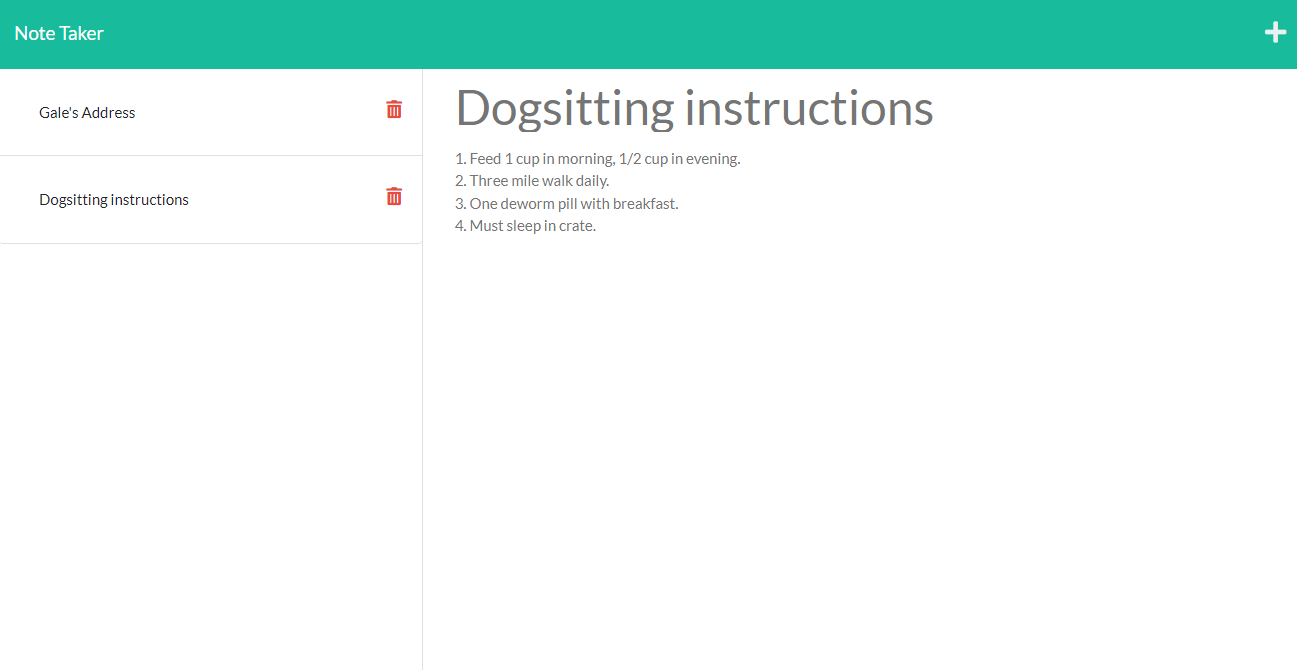 Note Taker
Gale's Address
Dogsitting instructions
Dogsitting instructions
1. Feed 1 cup in morning, 1/2 cup in evening.
2. Three mile walk daily.
3. One deworm pill with breakfast.
4. Must sleep in crate.